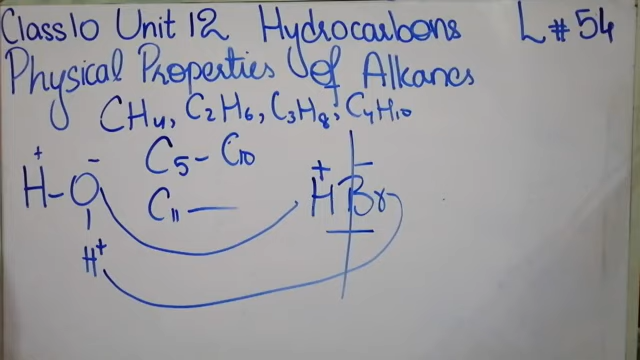 Class10 Unit 12 Hydrocarbons L # 54
Physical Properties of Alkanes
CH4, C2H6, C3H8, C4H10
C5 - C10
C11 —
+ -
H-O
H+
+ -
H Br